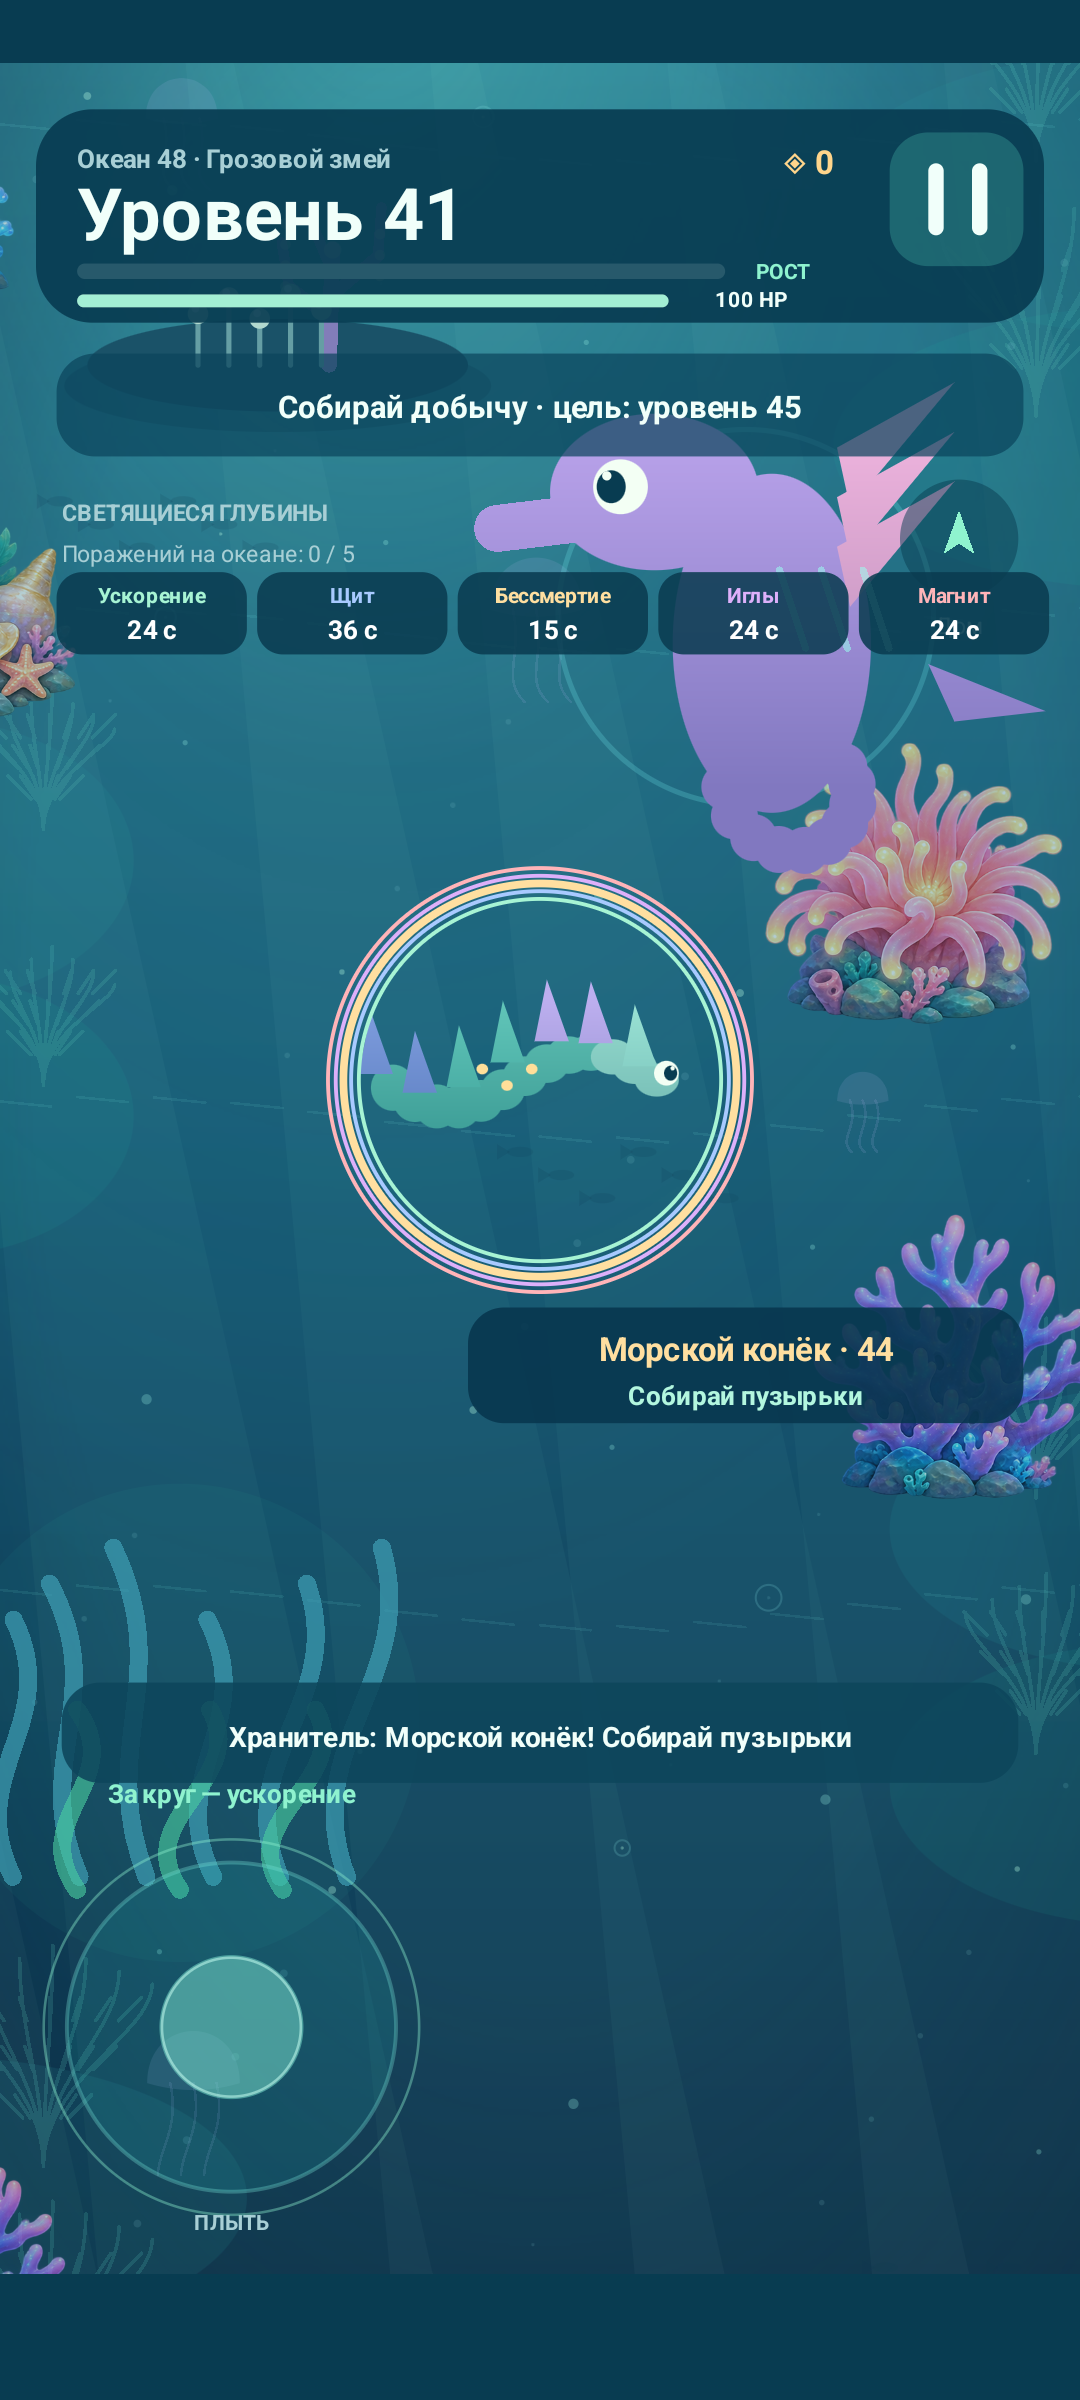 Океан 48 · Грозовой змей
0
Уровень 41
РОСТ
100 HP
Собирай добычу · цель: уровень 45
СВЕТЯЩИЕСЯ ГЛУБИНЫ
Поражений на океане: 0 / 5
Ускорение
24 с
Щит
36 с
Бессмертие
15 с
Иглы
24 с
Магнит
24 с
Морской конёк · 44
Собирай пузырьки
Хранитель: Морской конёк! Собирай пузырьки
За круг — ускорение
ПЛЫТЬ